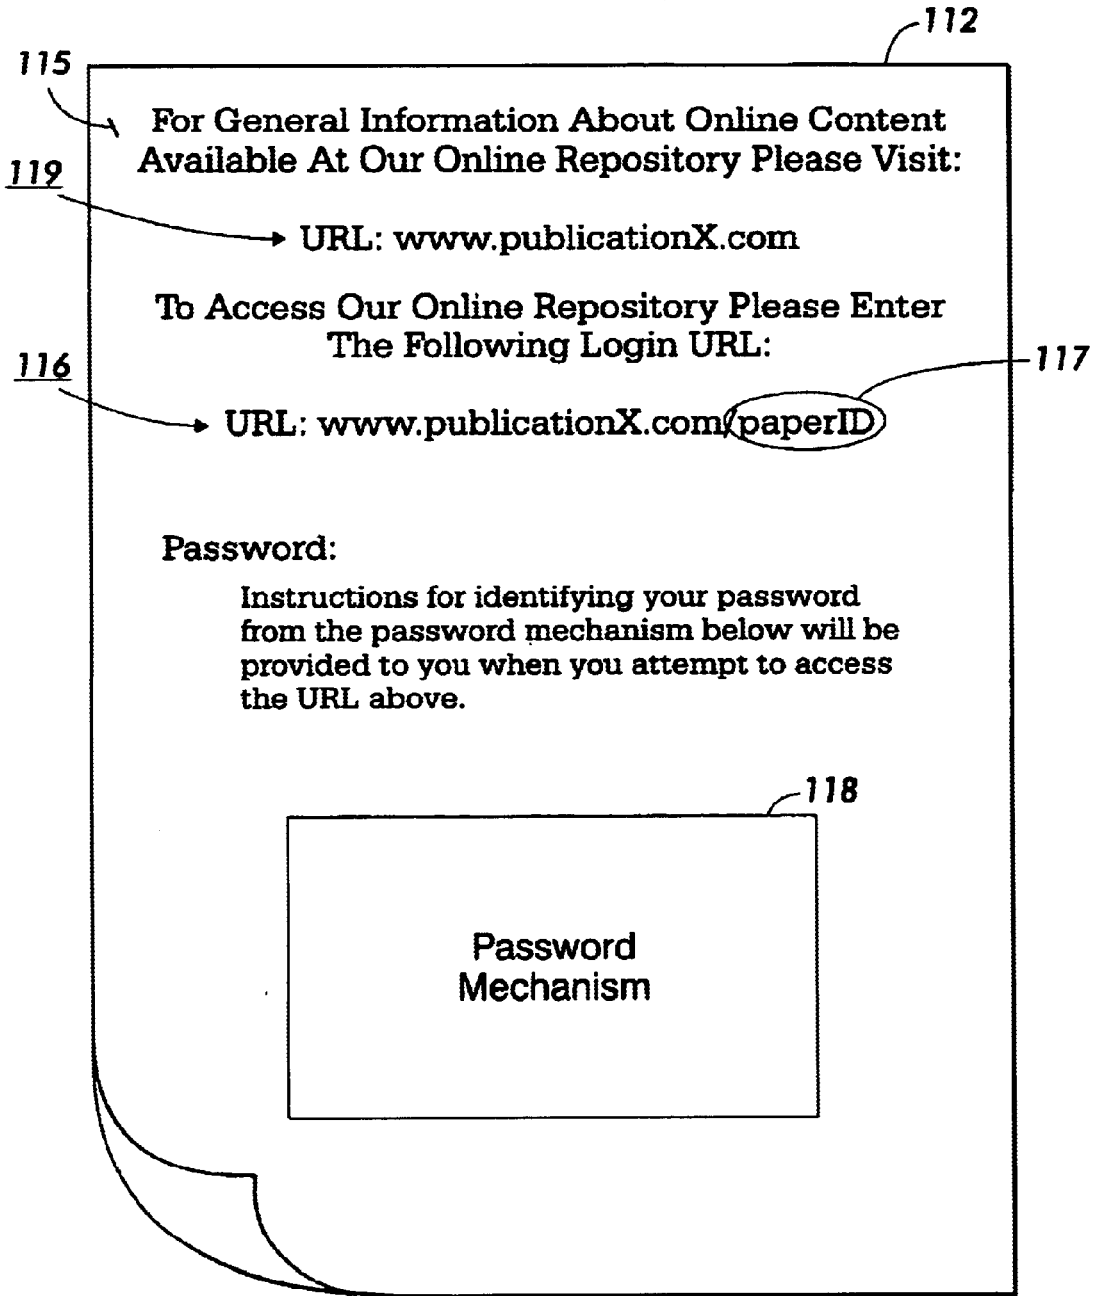 112
115
For General Information About Online Content
Available At Our Online Repository Please Visit:
119
URL: www.publicationX.com
To Access Our Online Repository Please Enter
The Following Login URL:
116
117
URL: www.publicationX.com/paperID
Password:
Instructions for identifying your password
from the password mechanism below will be
provided to you when you attempt to access
the URL above.
118
Password
Mechanism